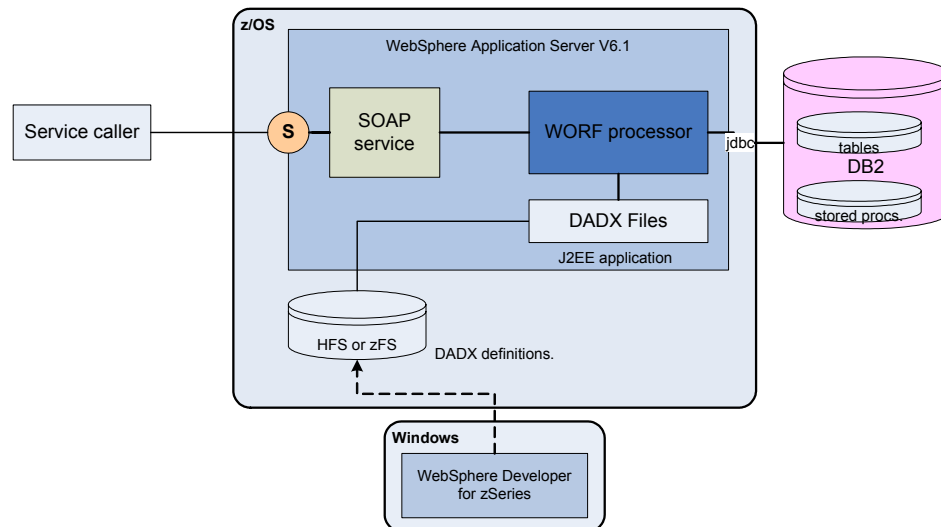 z/OS
WebSphere Application Server V6.1
Service caller
S
SOAP
service
WORF processor
jdbc
tables
DB2
stored procs.
DADX Files
J2EE application
HFS or zFS
DADX definitions.
Windows
WebSphere Developer
for zSeries